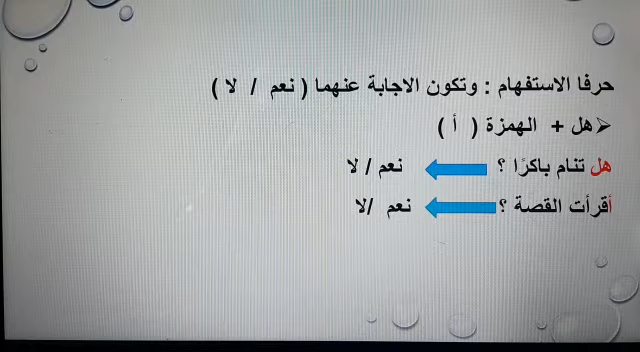 حرفا الاستفهام : وتكون الاجابة عنهما ( نعم / لا )
هل + الهمزة ( أ )
هل تنام باكرًا ؟ نعم / لا
أقرأت القصة ؟ نعم /لا